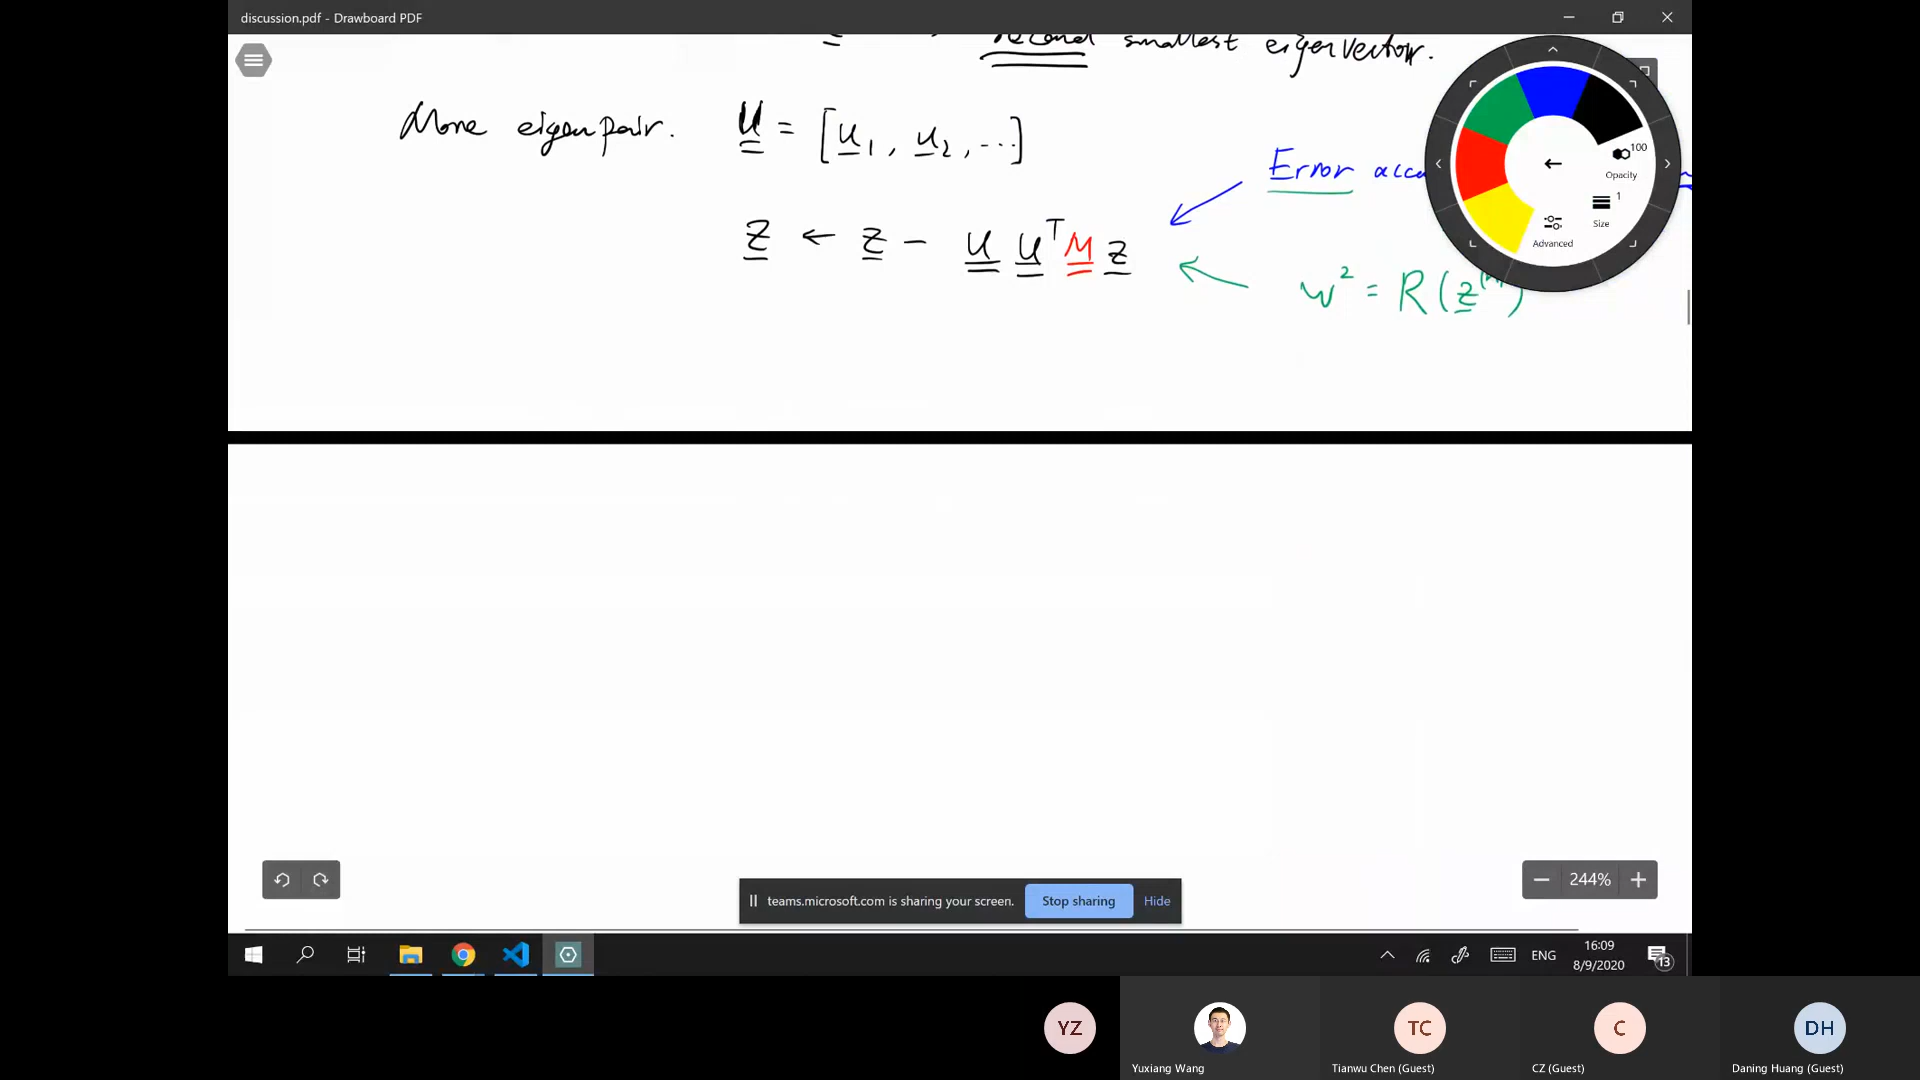 discussion.pdf - Drawboard PDF
second smallest eigenvector.
More eigenpair. U = [u1, u2, ...]
Error
z ← z - U U^T M z
w^2 = R(z
100
Opacity
1
Size
Advanced
244%
teams.microsoft.com is sharing your screen. Stop sharing Hide
ENG
16:09
8/9/2020
13
YZ
TC
C
DH
Yuxiang Wang
Tianwu Chen (Guest)
CZ (Guest)
Daning Huang (Guest)